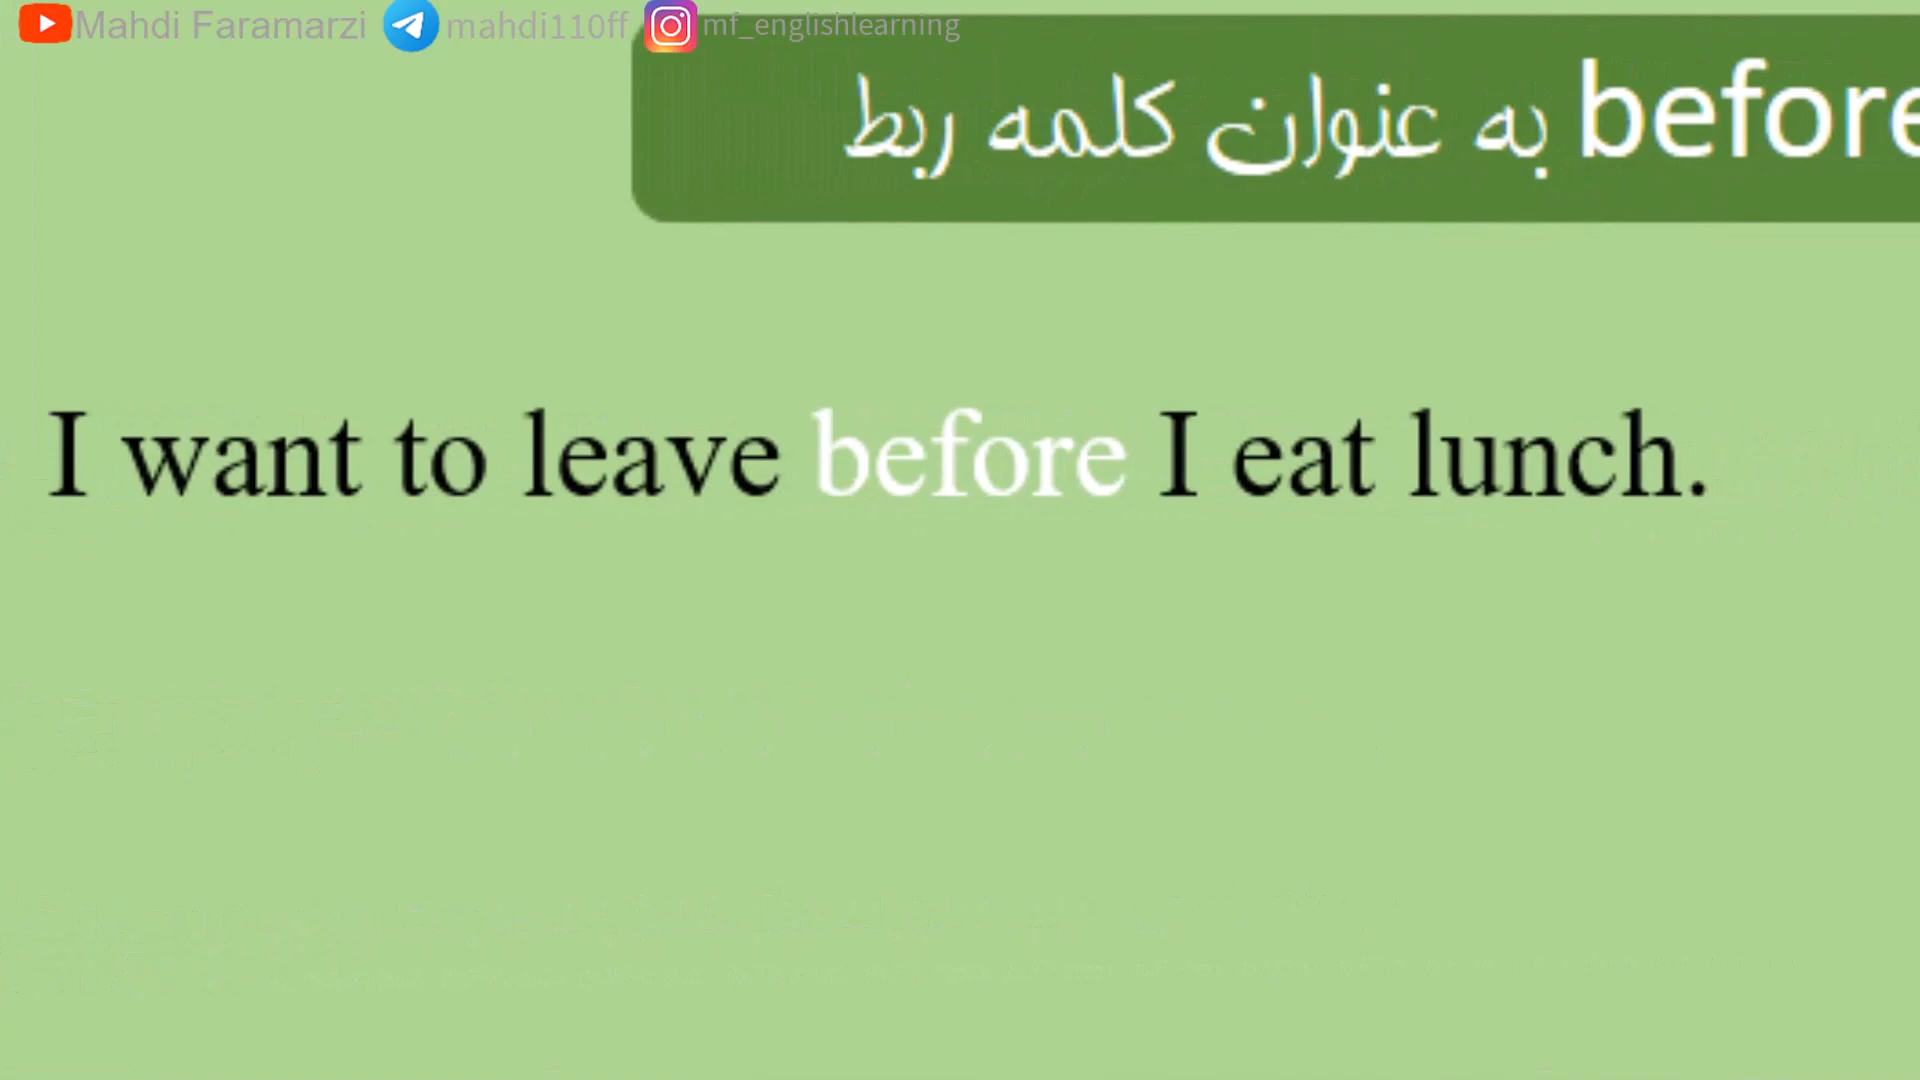 Mahdi Faramarzi mahdi110ff mf_englishlearning
before به عنوان کلمه ربط
I want to leave before I eat lunch.